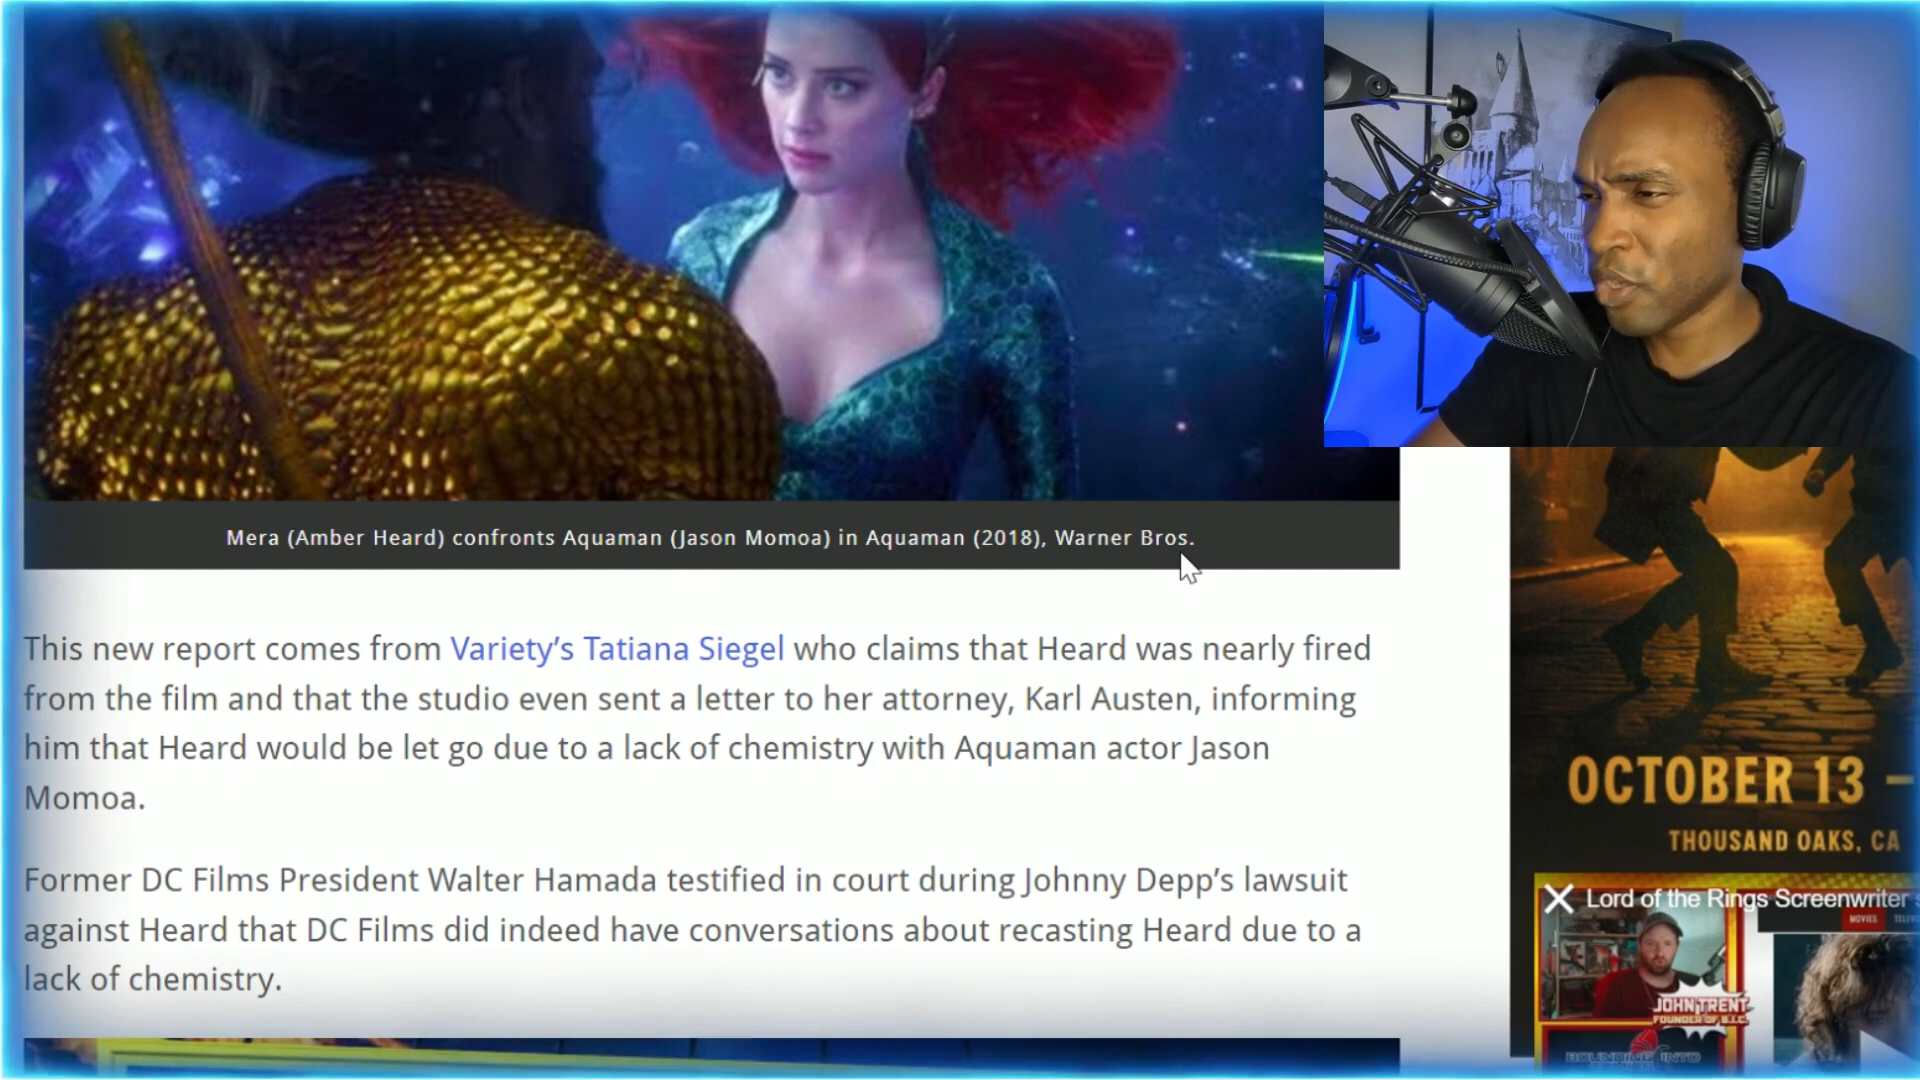 Mera (Amber Heard) confronts Aquaman (Jason Momoa) in Aquaman (2018), Warner Bros.
This new report comes from Variety’s Tatiana Siegel who claims that Heard was nearly fired
from the film and that the studio even sent a letter to her attorney, Karl Austen, informing
him that Heard would be let go due to a lack of chemistry with Aquaman actor Jason
Momoa.
Former DC Films President Walter Hamada testified in court during Johnny Depp’s lawsuit
against Heard that DC Films did indeed have conversations about recasting Heard due to a
lack of chemistry.
OCTOBER 13 –
THOUSAND OAKS, CA
Lord of the Rings Screenwriter
MOVIES
JOHN TRENT
FOUNDER OF B.I.C.
BOUNDING INTO